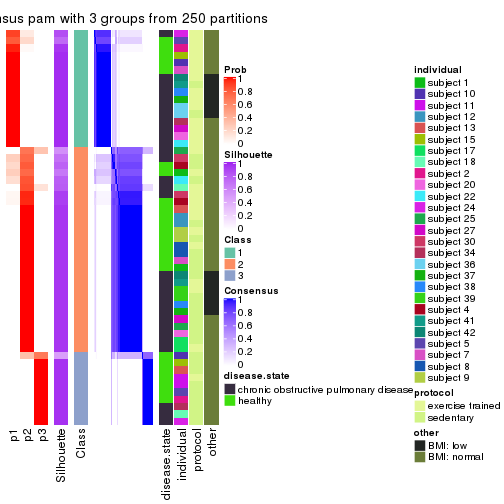 sus pam with 3 groups from 250 partitions
Prob
1
0.8
0.6
0.4
0.2
0
Silhouette
1
0.8
0.6
0.4
0.2
0
Class
1
2
3
Consensus
1
0.8
0.6
0.4
0.2
0
disease.state
chronic obstructive pulmonary disease
healthy
individual
subject 1
subject 10
subject 11
subject 12
subject 13
subject 15
subject 17
subject 18
subject 2
subject 20
subject 22
subject 24
subject 25
subject 27
subject 30
subject 34
subject 36
subject 37
subject 38
subject 39
subject 4
subject 41
subject 42
subject 5
subject 7
subject 8
subject 9
protocol
exercise trained
sedentary
other
BMI: low
BMI: normal
p1
p2
p3
Silhouette
Class
disease.state
individual
protocol
other